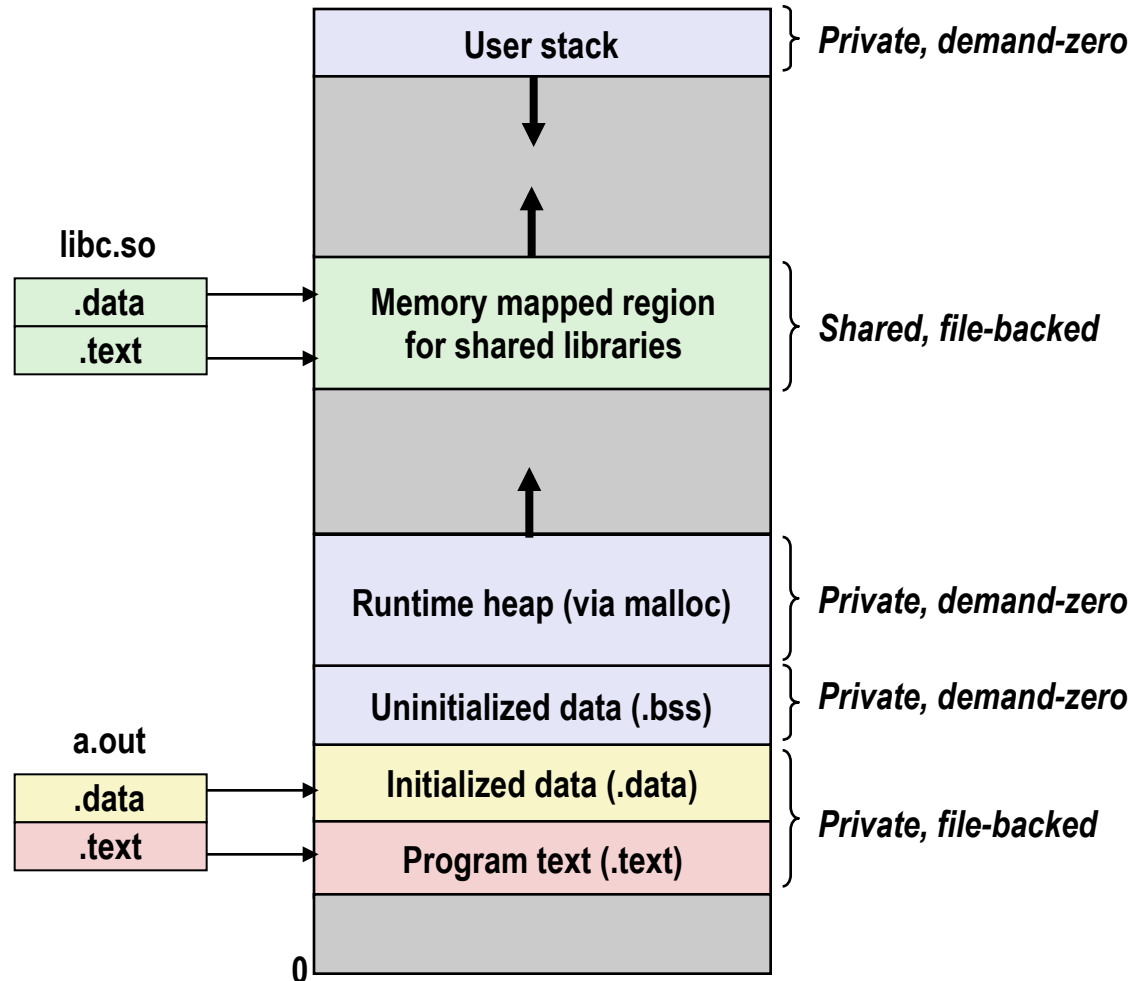 User stack
Private, demand-zero
libc.so
.data
.text
Memory mapped region
for shared libraries
Shared, file-backed
Runtime heap (via malloc)
Private, demand-zero
Uninitialized data (.bss)
Private, demand-zero
a.out
.data
.text
Initialized data (.data)
Program text (.text)
Private, file-backed
0